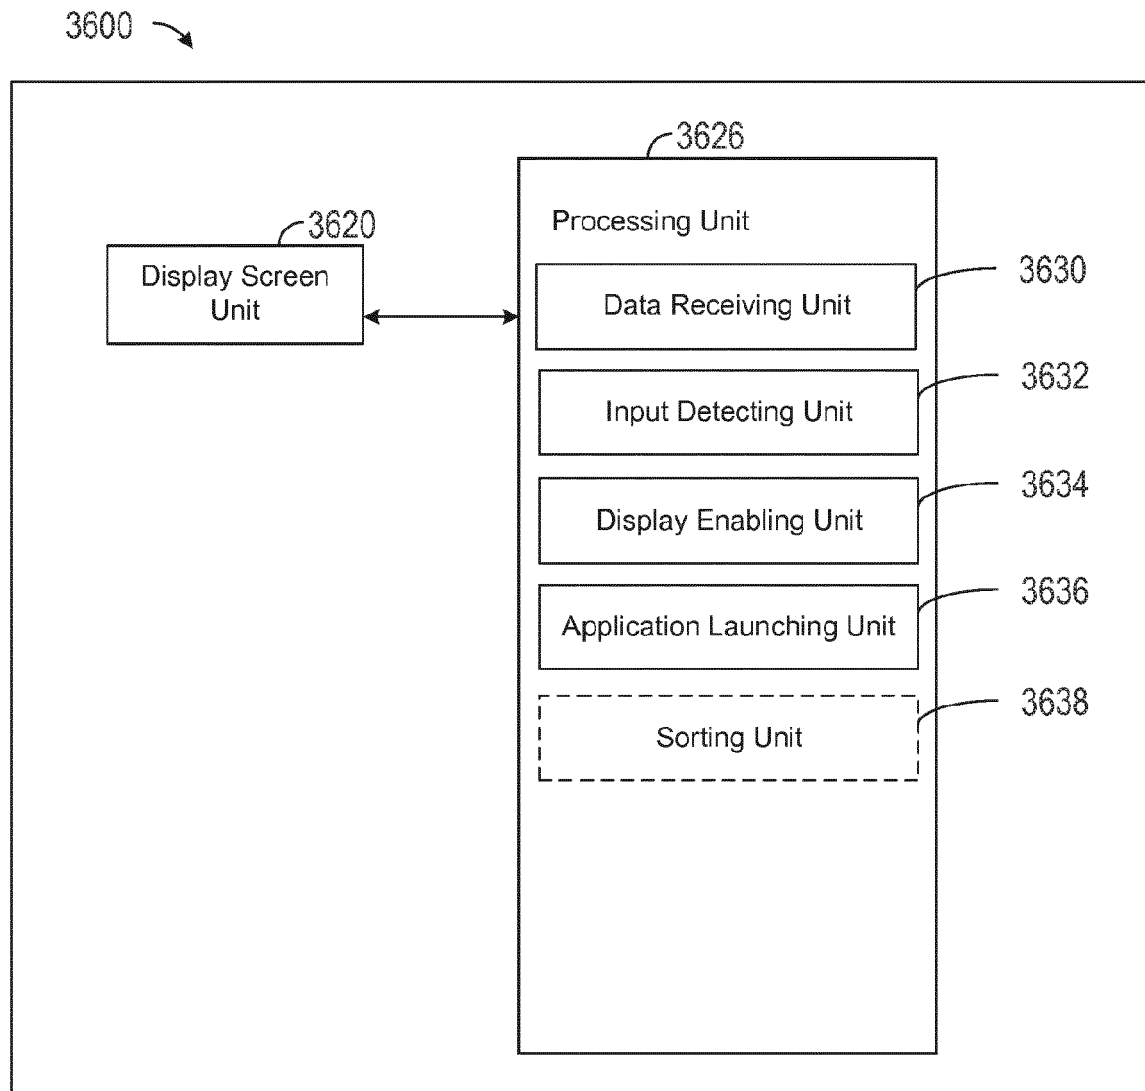 3600
3626
3620
Processing Unit
Display Screen
Unit
3630
Data Receiving Unit
3632
Input Detecting Unit
3634
Display Enabling Unit
3636
Application Launching Unit
3638
Sorting Unit